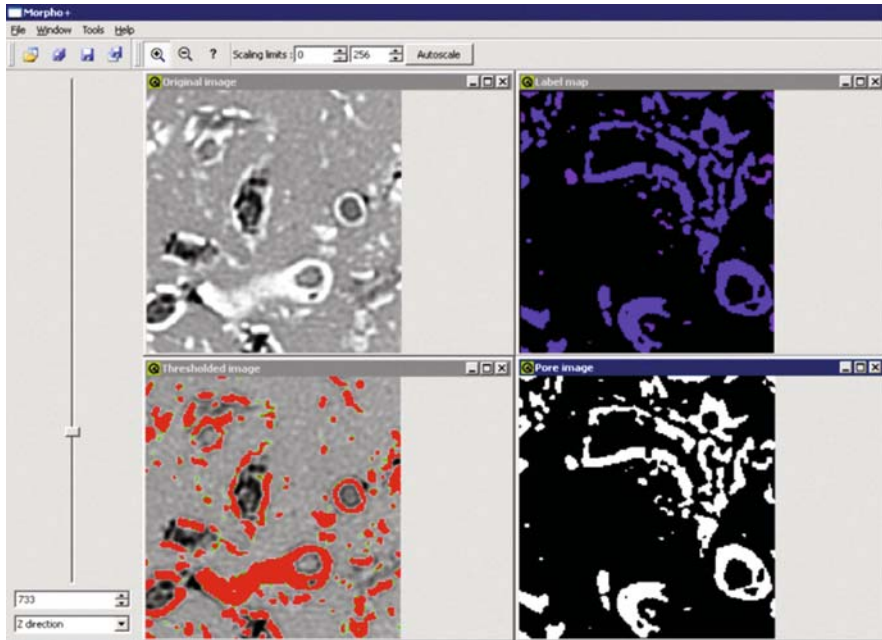 Morpho+
File Window Tools Help
? Scaling limits : 0 256 Autoscale
Original image
Label map
Thresholded image
Pore image
733
Z direction